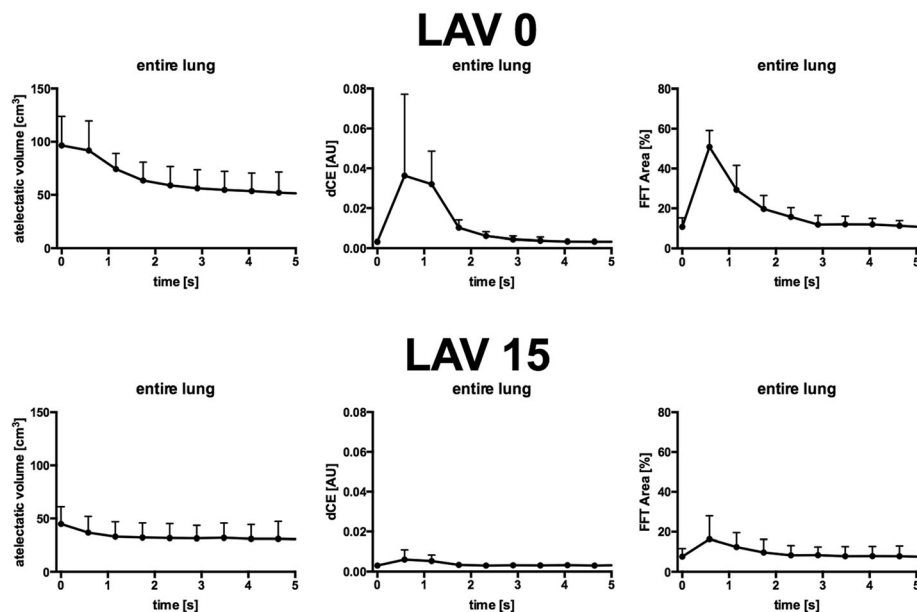 LAV 0
entire lung
atelectatic volume [cm³]
150
100
50
0
0 1 2 3 4 5
time [s]
entire lung
dCE [AU]
0.08
0.06
0.04
0.02
0.00
0 1 2 3 4 5
time [s]
entire lung
FFT Area [%]
80
60
40
20
0
0 1 2 3 4 5
time [s]
LAV 15
entire lung
atelectatic volume [cm³]
150
100
50
0
0 1 2 3 4 5
time [s]
entire lung
dCE [AU]
0.08
0.06
0.04
0.02
0.00
0 1 2 3 4 5
time [s]
entire lung
FFT Area [%]
80
60
40
20
0
0 1 2 3 4 5
time [s]